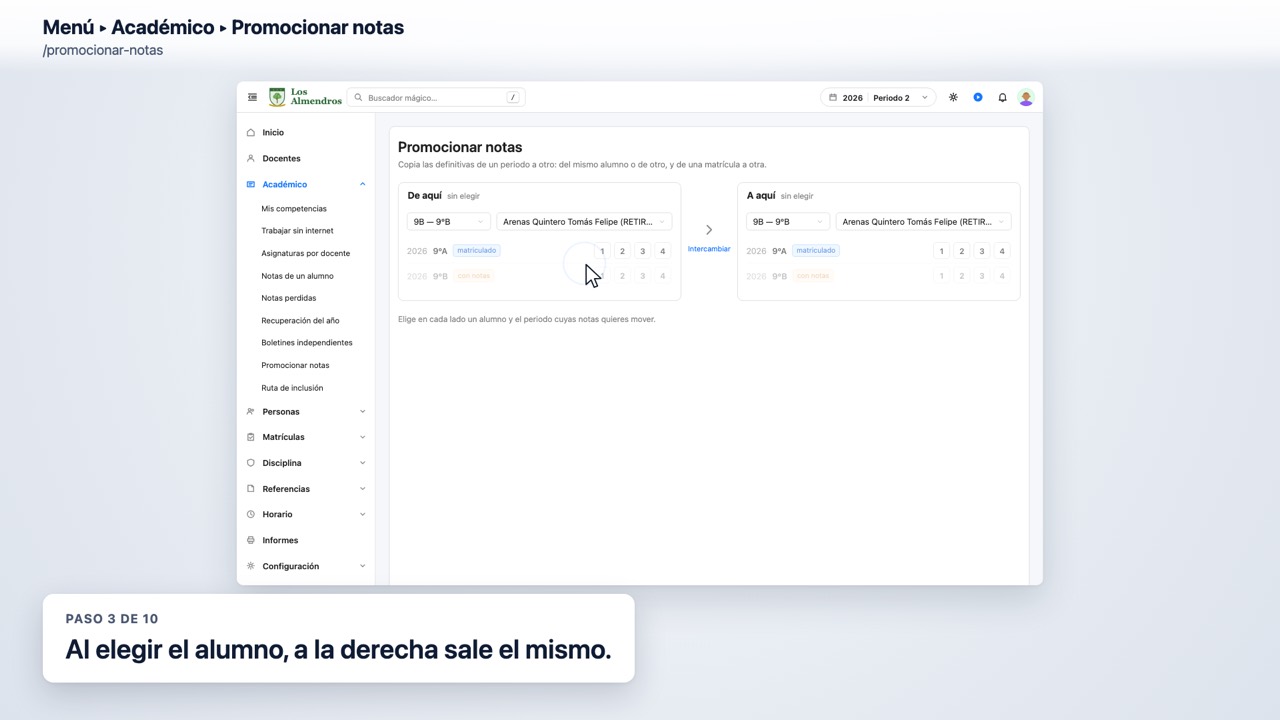 Menú ▸ Académico ▸ Promocionar notas
/promocionar-notas
Los Almendros
Buscador mágico...
/
2026 Periodo 2
Inicio
Docentes
Académico
Mis competencias
Trabajar sin internet
Asignaturas por docente
Notas de un alumno
Notas perdidas
Recuperación del año
Boletines independientes
Promocionar notas
Ruta de inclusión
Personas
Matrículas
Disciplina
Referencias
Horario
Informes
Configuración
Promocionar notas
Copia las definitivas de un periodo a otro: del mismo alumno o de otro, y de una matrícula a otra.
De aquí sin elegir
9B — 9°B
Arenas Quintero Tomás Felipe (RETIR...
2026 9°A matriculado 1 2 3 4
2026 9°B con notas 2 3 4
Intercambiar
A aquí sin elegir
9B — 9°B
Arenas Quintero Tomás Felipe (RETIR...
2026 9°A matriculado 1 2 3 4
2026 9°B con notas 1 2 3 4
Elige en cada lado un alumno y el periodo cuyas notas quieres mover.
PASO 3 DE 10
Al elegir el alumno, a la derecha sale el mismo.